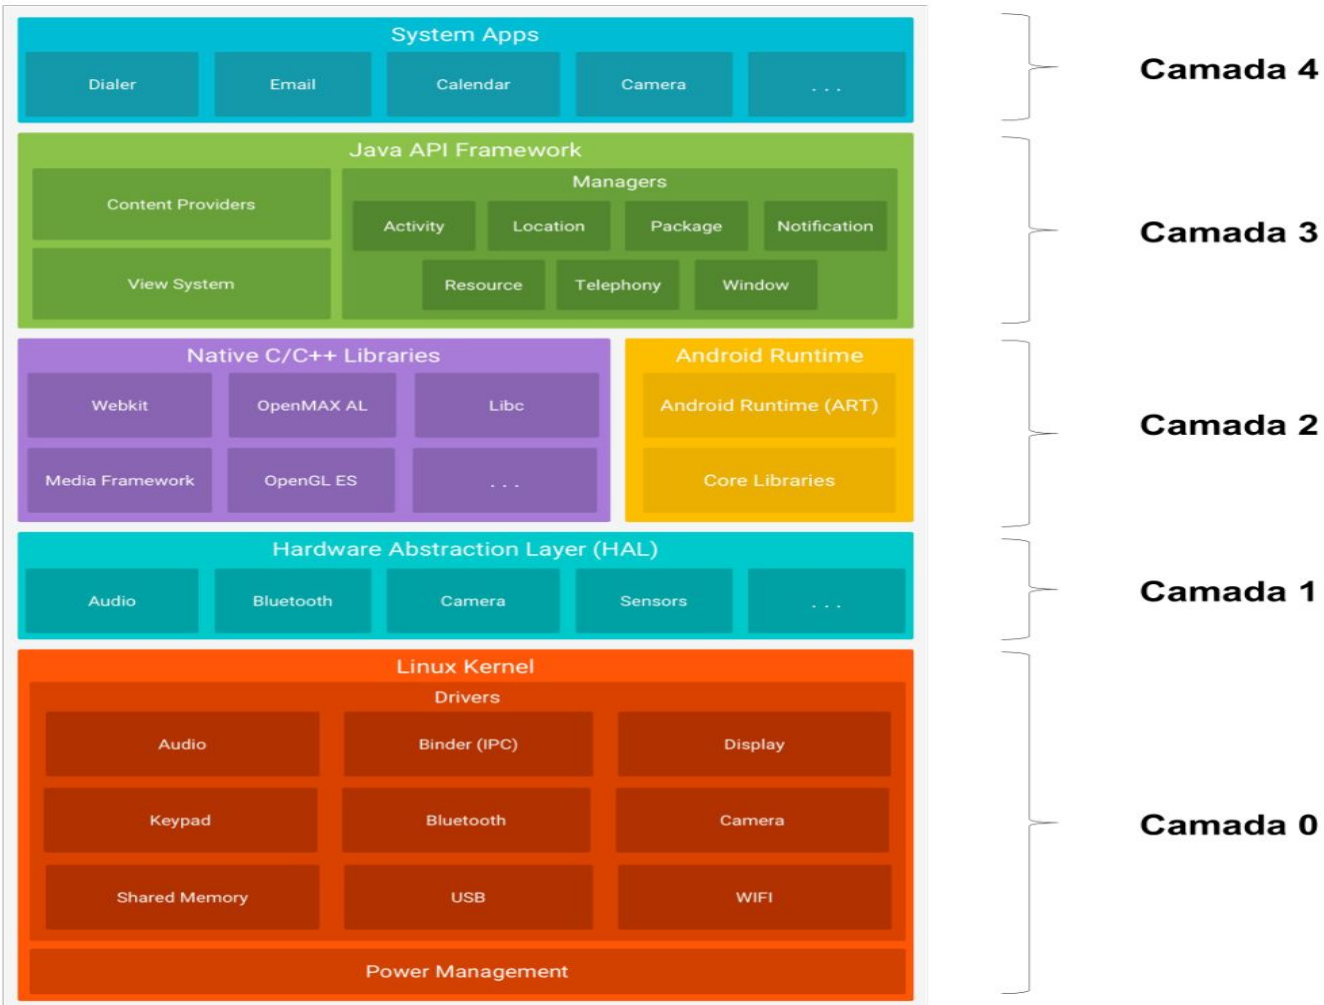 System Apps
Dialer Email Calendar Camera . . .
Camada 4
Java API Framework
Content Providers
View System
Managers
Activity Location Package Notification
Resource Telephony Window
Camada 3
Native C/C++ Libraries
Webkit OpenMAX AL Libc
Media Framework OpenGL ES . . .
Android Runtime
Android Runtime (ART)
Core Libraries
Camada 2
Hardware Abstraction Layer (HAL)
Audio Bluetooth Camera Sensors . . .
Camada 1
Linux Kernel
Drivers
Audio Binder (IPC) Display
Keypad Bluetooth Camera
Shared Memory USB WIFI
Power Management
Camada 0